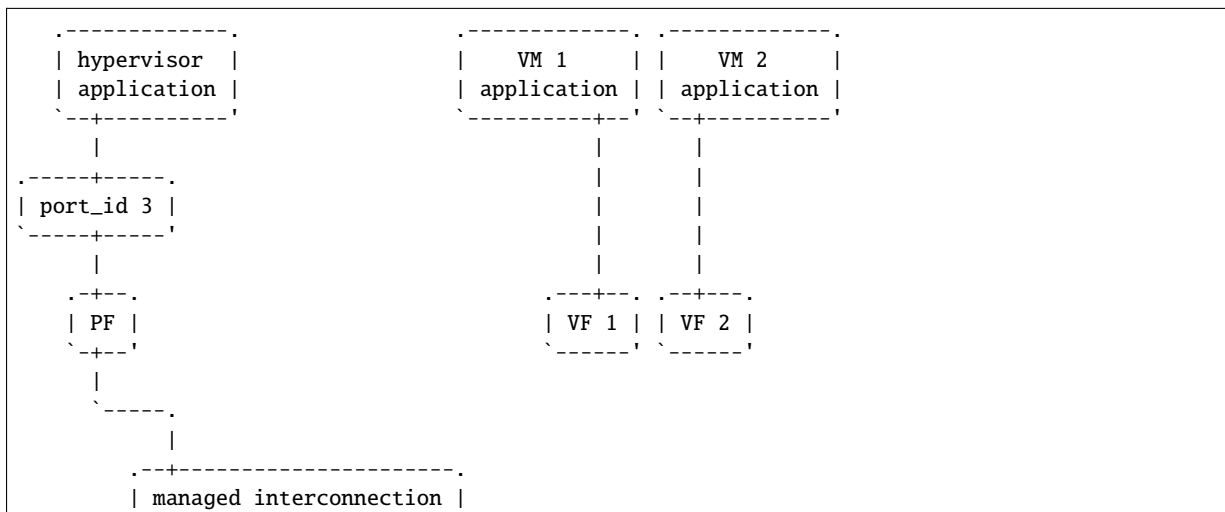 .-------------.                 .-------------. .-------------.
    | hypervisor  |                 |    VM 1     | |    VM 2     |
    | application |                 | application | | application |
    `--+----------'                 `----------+--' `--+----------'
       |                                       |       |
 .-----+-----.                                 |       |
 | port_id 3 |                                 |       |
 `-----+-----'                                 |       |
       |                                       |       |
     .-+--.                                .---+--. .--+---.
     | PF |                                | VF 1 | | VF 2 |
     `-+--'                                `------' `------'
       |
       `-----.
             |
          .--+----------------------.
          | managed interconnection |